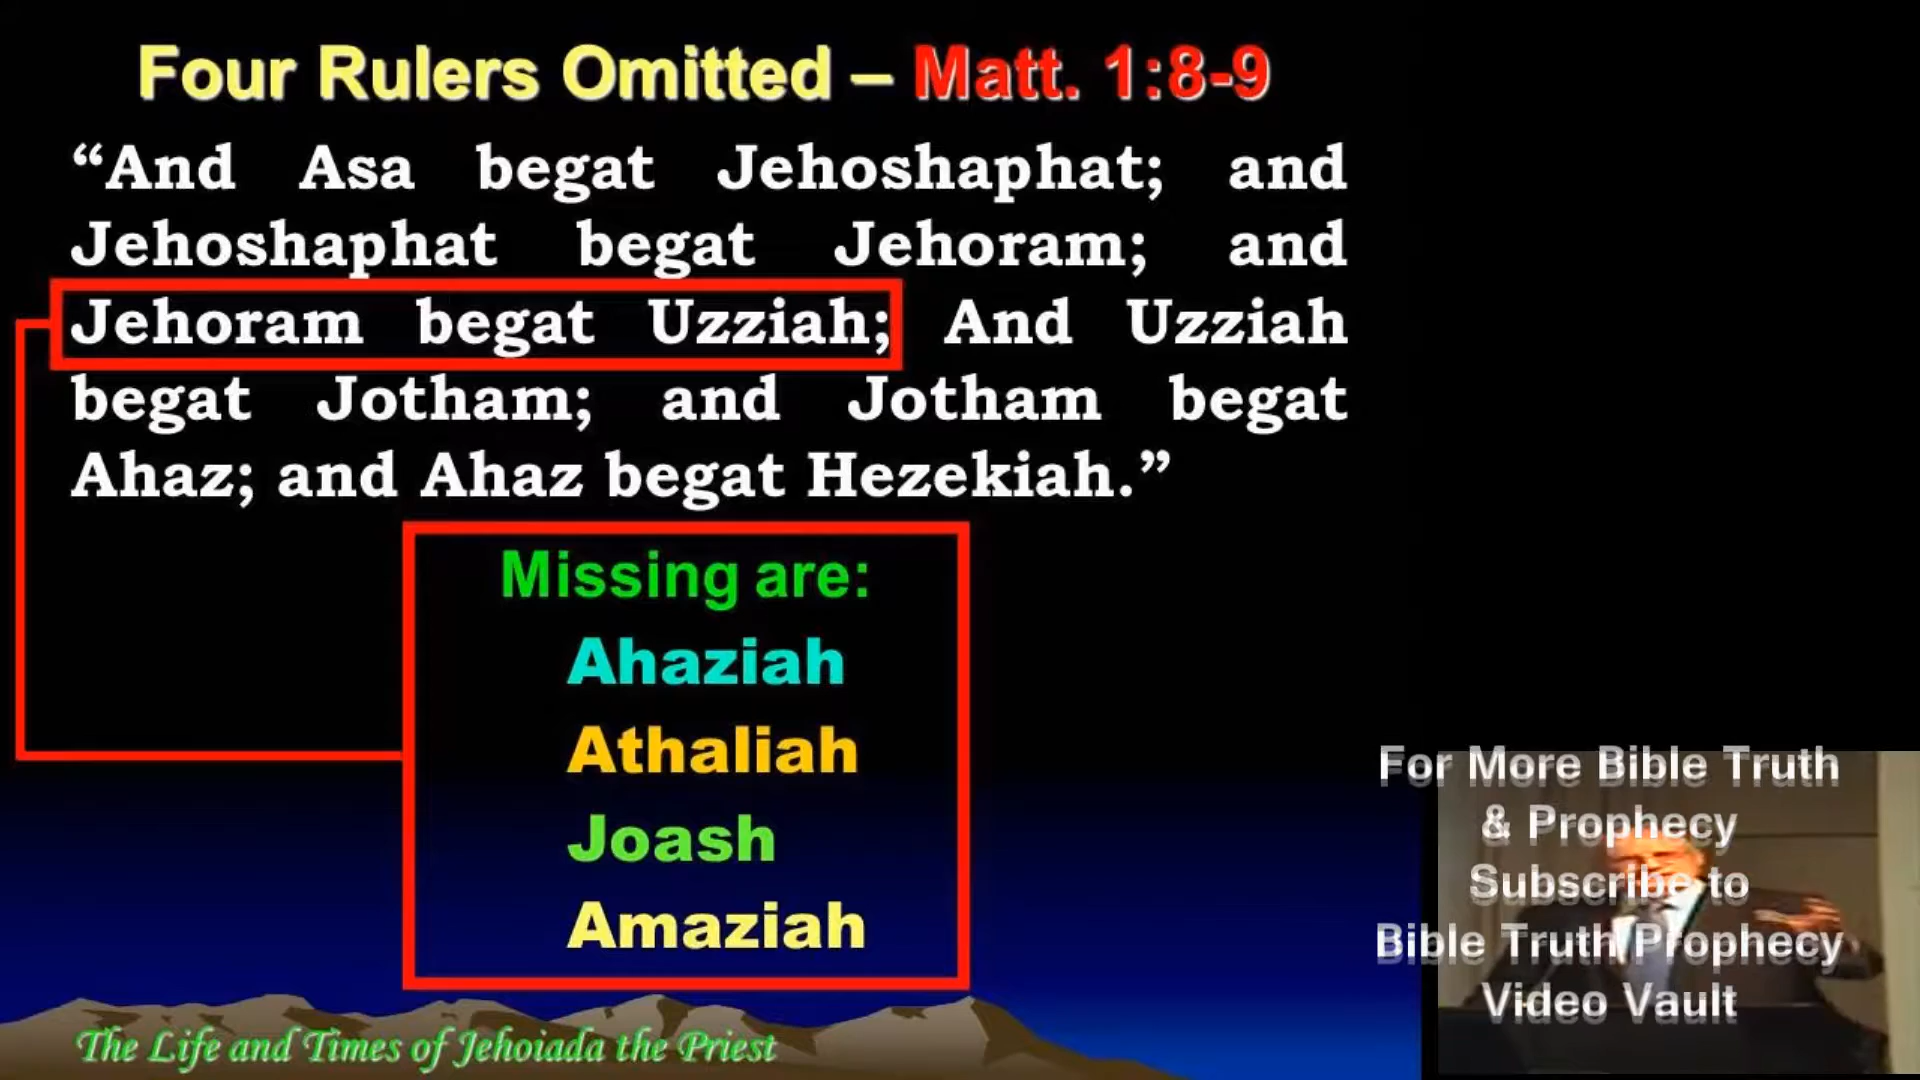 Four Rulers Omitted – Matt. 1:8-9
“And Asa begat Jehoshaphat; and
Jehoshaphat begat Jehoram; and
Jehoram begat Uzziah; And Uzziah
begat Jotham; and Jotham begat
Ahaz; and Ahaz begat Hezekiah.”
Missing are:
Ahaziah
Athaliah
Joash
Amaziah
The Life and Times of Jehoiada the Priest
For More Bible Truth
& Prophecy
Subscribe to
Bible Truth/Prophecy
Video Vault